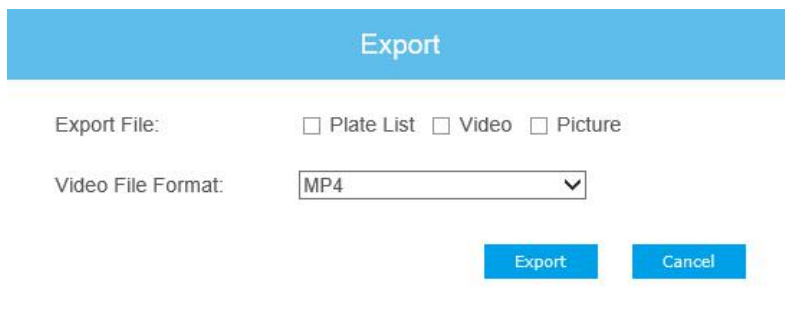 Export
Export File: Plate List Video Picture
Video File Format: MP4
Export Cancel